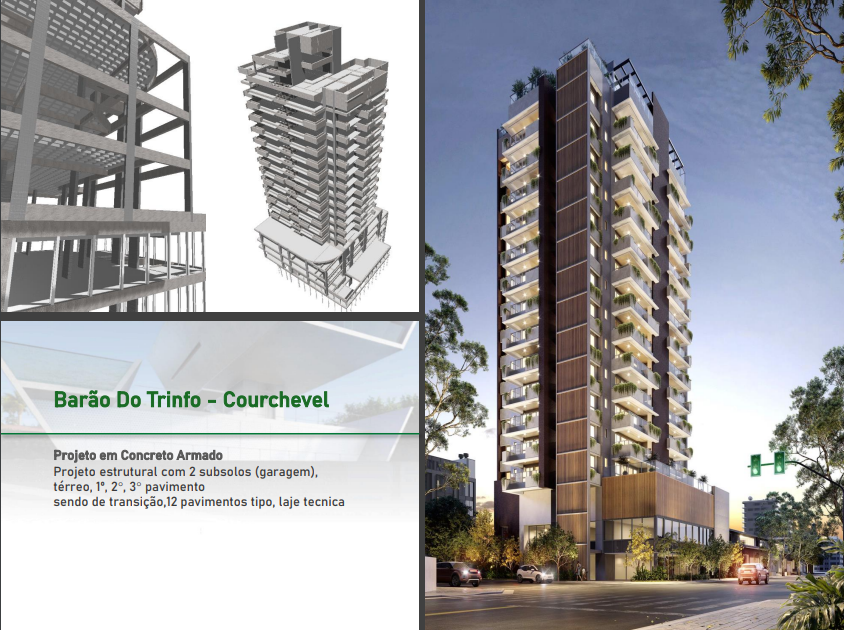 Barão Do Trinfo - Courchevel
Projeto em Concreto Armado
Projeto estrutural com 2 subsolos (garagem),
térreo, 1°, 2°, 3° pavimento
sendo de transição,12 pavimentos tipo, laje tecnica